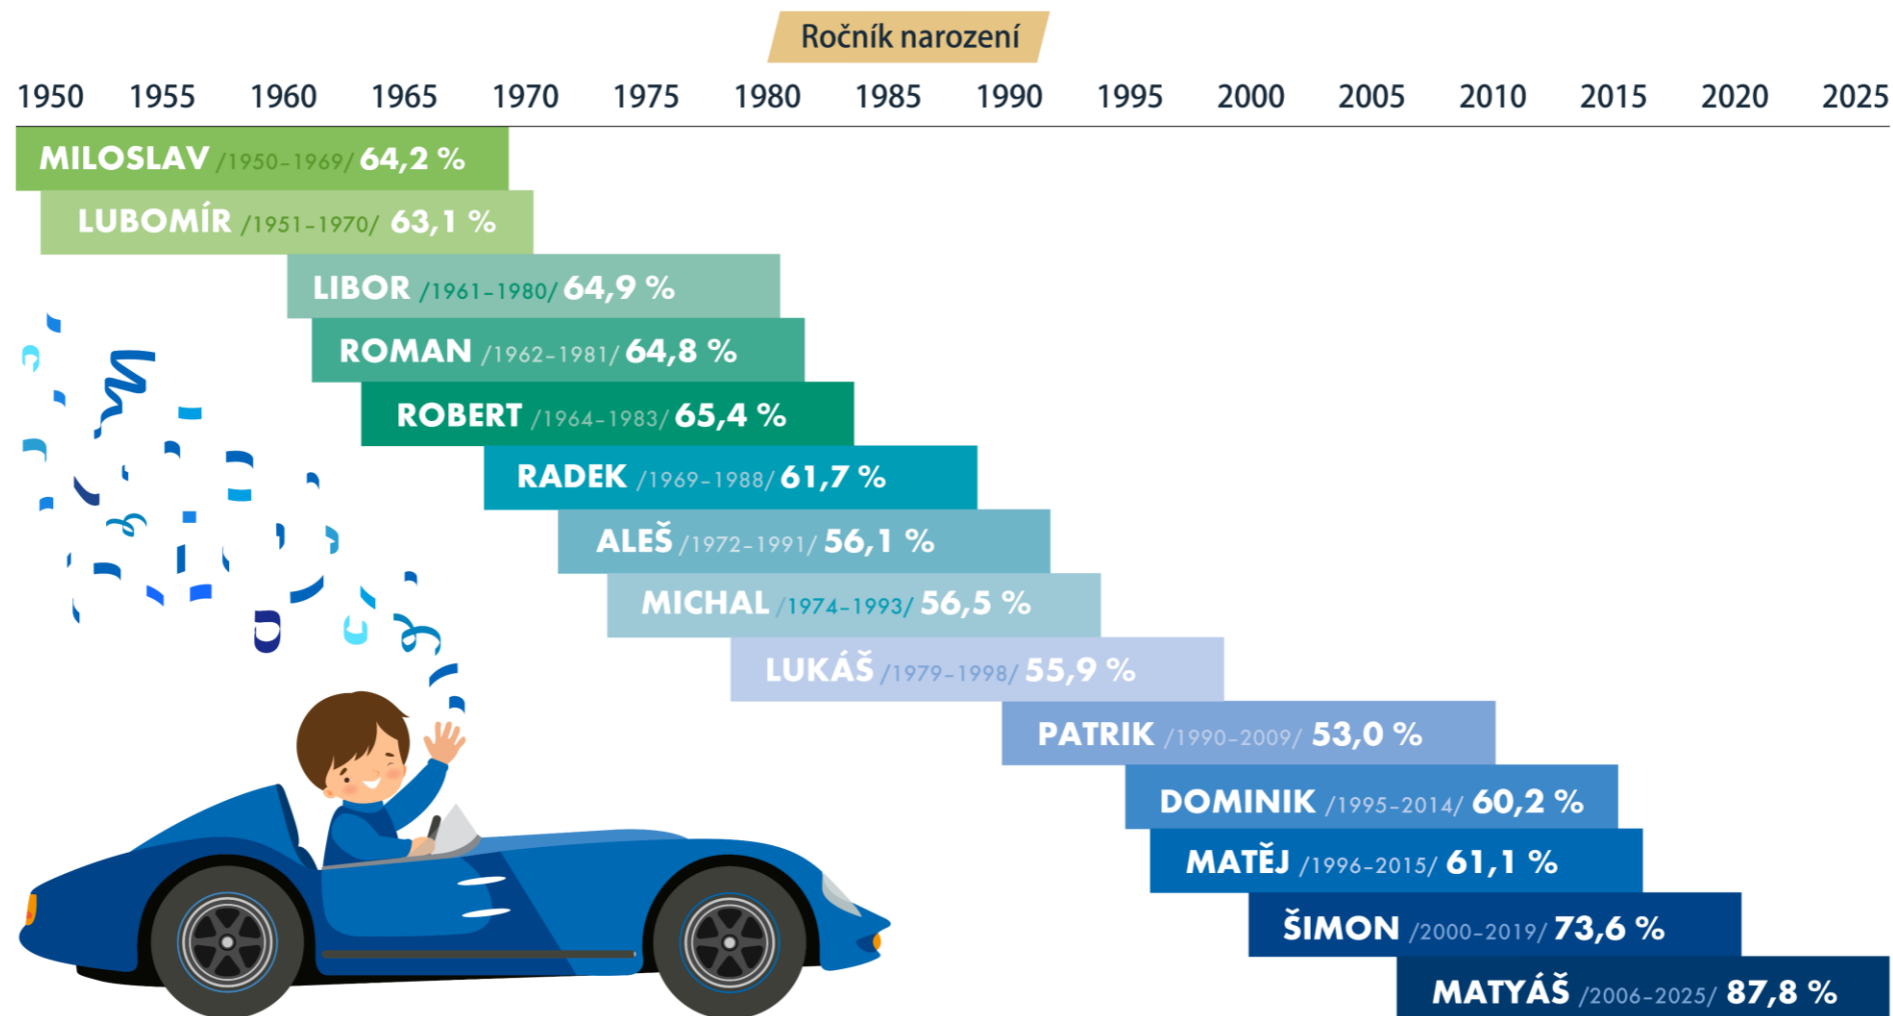 Ročník narození
1950 1955 1960 1965 1970 1975 1980 1985 1990 1995 2000 2005 2010 2015 2020 2025
MILOSLAV /1950–1969/ 64,2 %
LUBOMÍR /1951–1970/ 63,1 %
LIBOR /1961–1980/ 64,9 %
ROMAN /1962–1981/ 64,8 %
ROBERT /1964–1983/ 65,4 %
RADEK /1969–1988/ 61,7 %
ALEŠ /1972–1991/ 56,1 %
MICHAL /1974–1993/ 56,5 %
LUKÁŠ /1979–1998/ 55,9 %
PATRIK /1990–2009/ 53,0 %
DOMINIK /1995–2014/ 60,2 %
MATĚJ /1996–2015/ 61,1 %
ŠIMON /2000–2019/ 73,6 %
MATYÁŠ /2006–2025/ 87,8 %